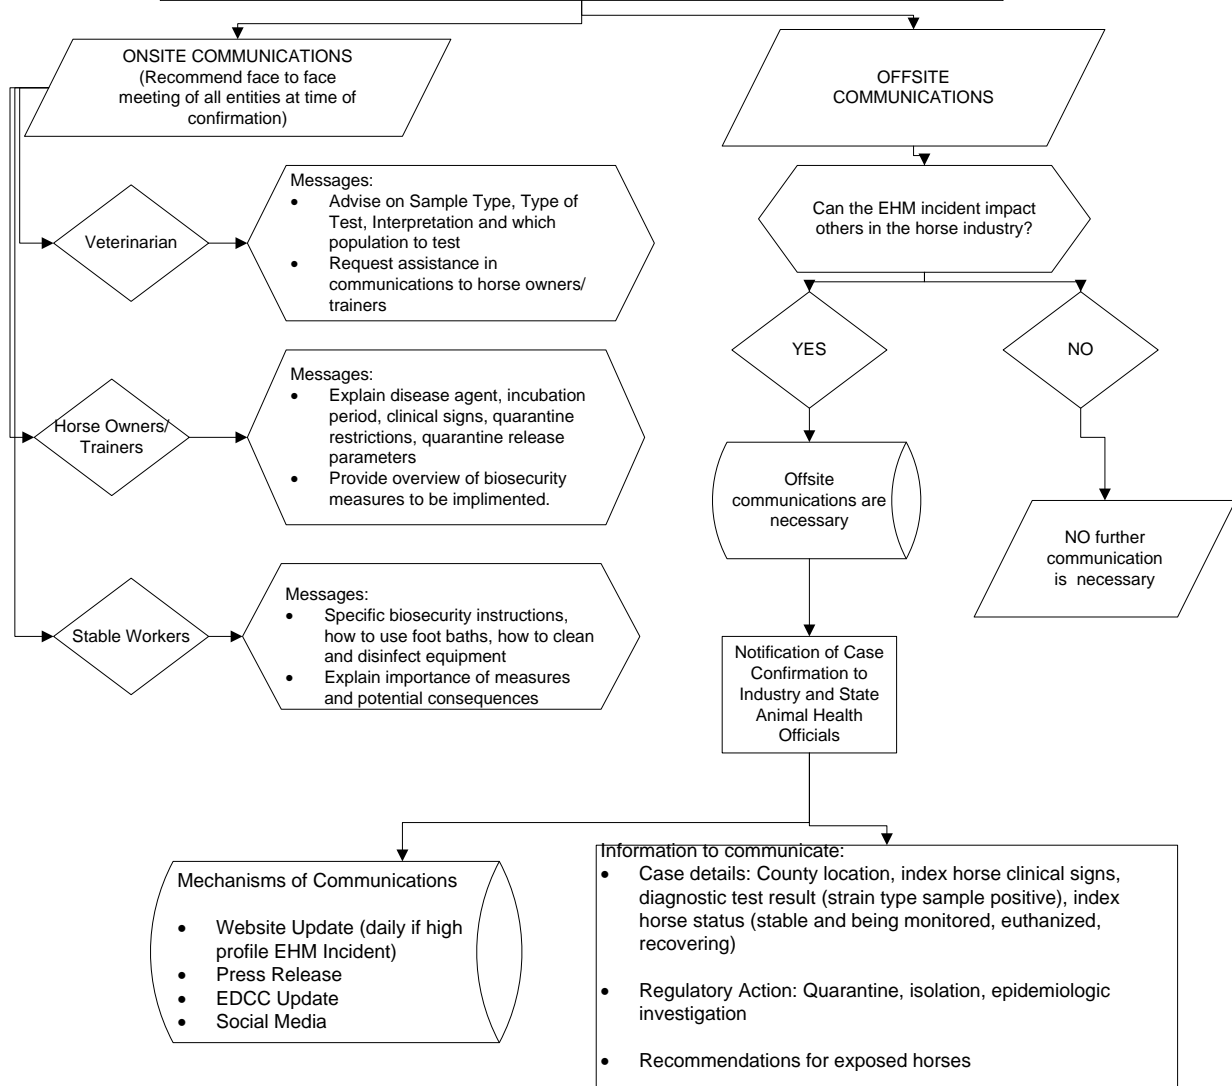 ONSITE COMMUNICATIONS
(Recommend face to face
meeting of all entities at time of
confirmation)
OFFSITE
COMMUNICATIONS
Veterinarian
Messages:
• Advise on Sample Type, Type of
Test, Interpretation and which
population to test
• Request assistance in
communications to horse owners/
trainers
Can the EHM incident impact
others in the horse industry?
YES
NO
Horse Owners/
Trainers
Messages:
• Explain disease agent, incubation
period, clinical signs, quarantine
restrictions, quarantine release
parameters
• Provide overview of biosecurity
measures to be implimented.
Offsite
communications are
necessary
NO further
communication
is necessary
Stable Workers
Messages:
• Specific biosecurity instructions,
how to use foot baths, how to clean
and disinfect equipment
• Explain importance of measures
and potential consequences
Notification of Case
Confirmation to
Industry and State
Animal Health
Officials
Mechanisms of Communications
• Website Update (daily if high
profile EHM Incident)
• Press Release
• EDCC Update
• Social Media
Information to communicate:
• Case details: County location, index horse clinical signs,
diagnostic test result (strain type sample positive), index
horse status (stable and being monitored, euthanized,
recovering)
• Regulatory Action: Quarantine, isolation, epidemiologic
investigation
• Recommendations for exposed horses